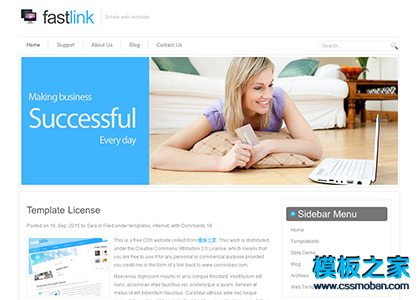 fastlink
Simple web template
Home Support About Us Blog Contact Us
Search..
Making business
Successful
Every day
Template License
Posted on 16. Sep, 2015 by Sara in Filed under templates, internet, with Comments 18
This is a free CSS website collect from 模板之家. This work is distributed
under the Creative Commons Attribution 3.0 License, which means that
you are free to use it for any personal or commercial purpose provided
you credit me in the form of a link back to www.cssmoban.com.
Maecenas dignissim mauris in arcu congue tincidunt. Vestibulum elit
nunc, accumsan vitae faucibus vel, scelerisque a quam. Aenean at
metus id elit bibendum faucibus. Curabitur ultrices ante nec neque
Sidebar Menu
Home
TemplateInfo
Style Demo
Blog
Archives
模板之家
www.cssmoban.com